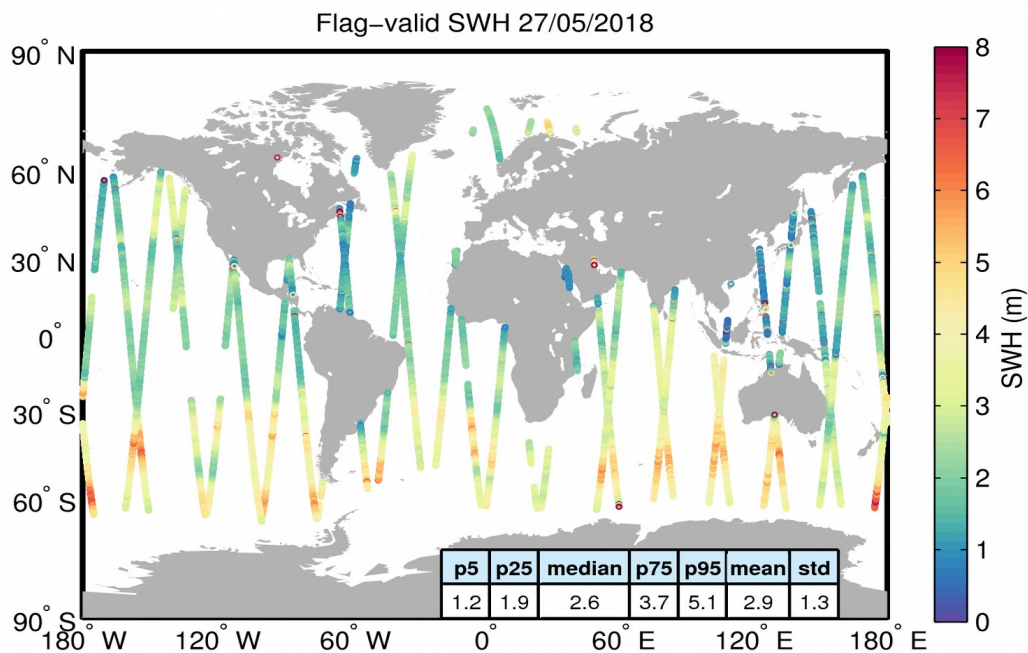 Flag−valid SWH 27/05/2018
90° N
60° N
30° N
0°
30° S
60° S
90° S
180° W 120° W 60° W 0° 60° E 120° E 180° E
p5 p25 median p75 p95 mean std
1.2 1.9 2.6 3.7 5.1 2.9 1.3
8
7
6
5
4
3
2
1
0
SWH (m)